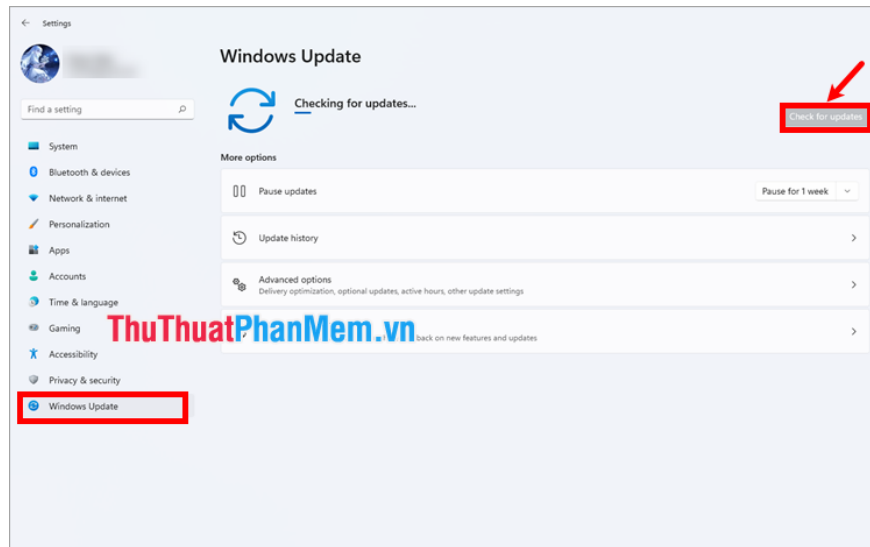 Settings
Windows Update
Find a setting
Checking for updates...
Check for updates
System
More options
Bluetooth & devices
Pause updates
Pause for 1 week
Network & internet
Personalization
Update history
Apps
Accounts
Advanced options
Delivery optimization, optional updates, active hours, other update settings
Time & language
Gaming
ThuThuatPhanMem.vn
back on new features and updates
Accessibility
Privacy & security
Windows Update